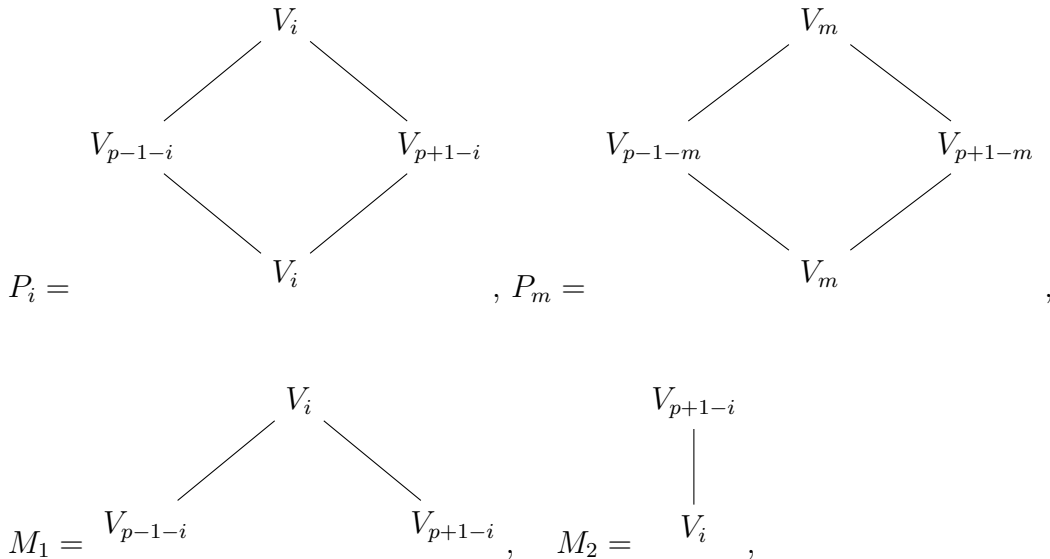 V_i V_m
V_{p-1-i} V_{p+1-i} V_{p-1-m} V_{p+1-m}
V_i V_m
P_i = , P_m = ,
V_i V_{p+1-i}
V_{p-1-i} V_{p+1-i} V_i
M_1 = , M_2 = ,